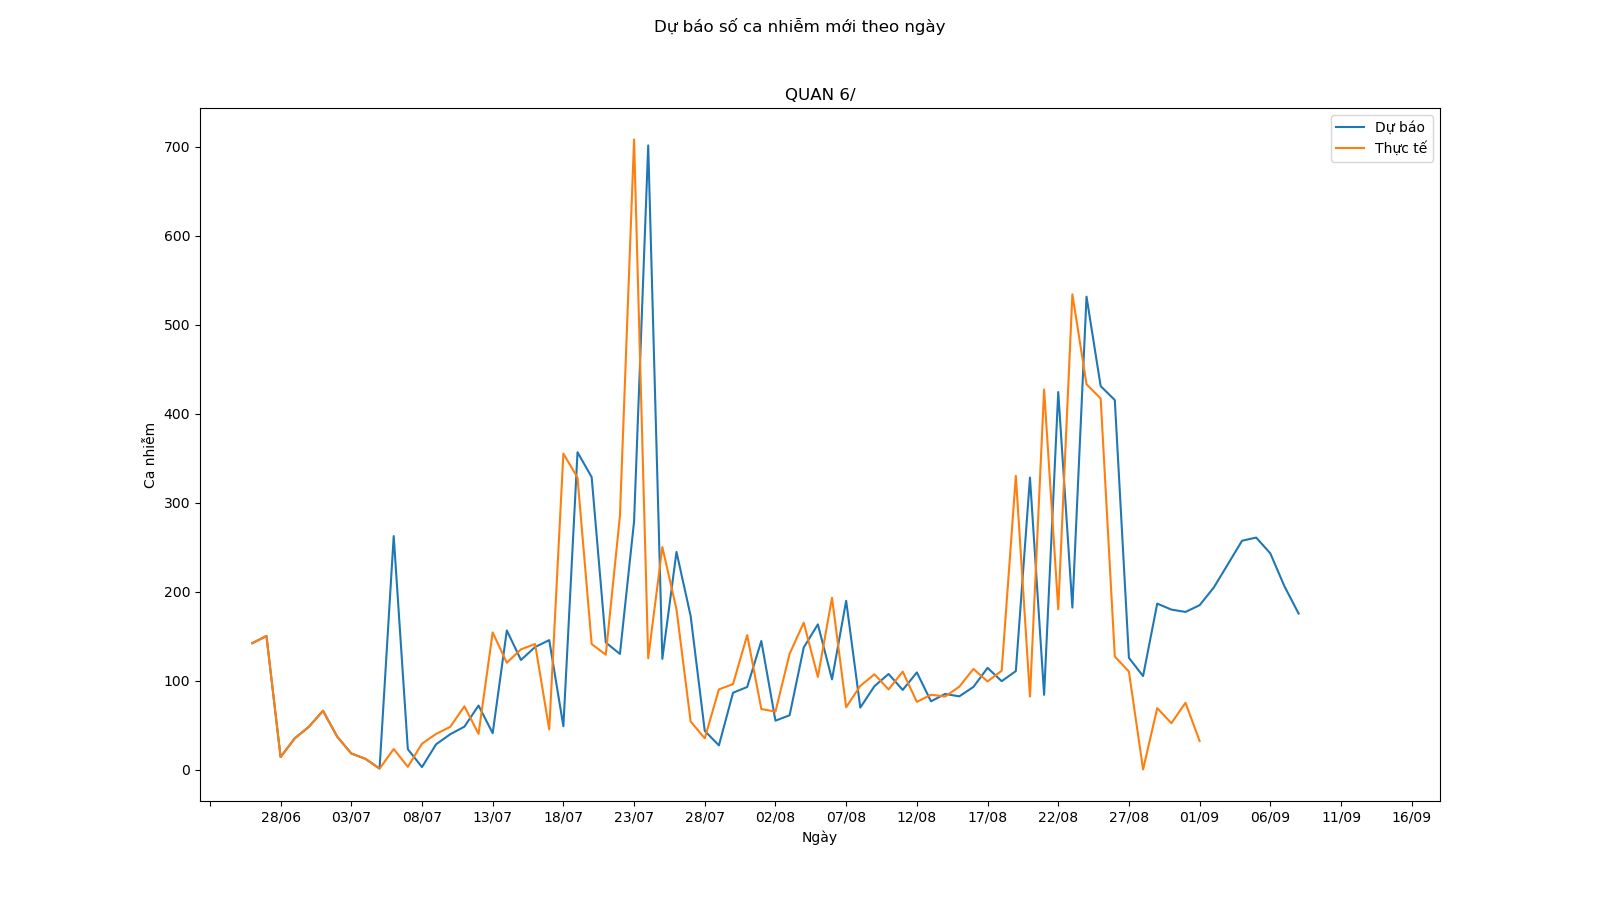 Dự báo số ca nhiễm mới theo ngày
QUAN 6/
Dự báo
Thực tế
700
600
500
400
300
200
100
0
Ca nhiễm
28/06 03/07 08/07 13/07 18/07 23/07 28/07 02/08 07/08 12/08 17/08 22/08 27/08 01/09 06/09 11/09 16/09
Ngày